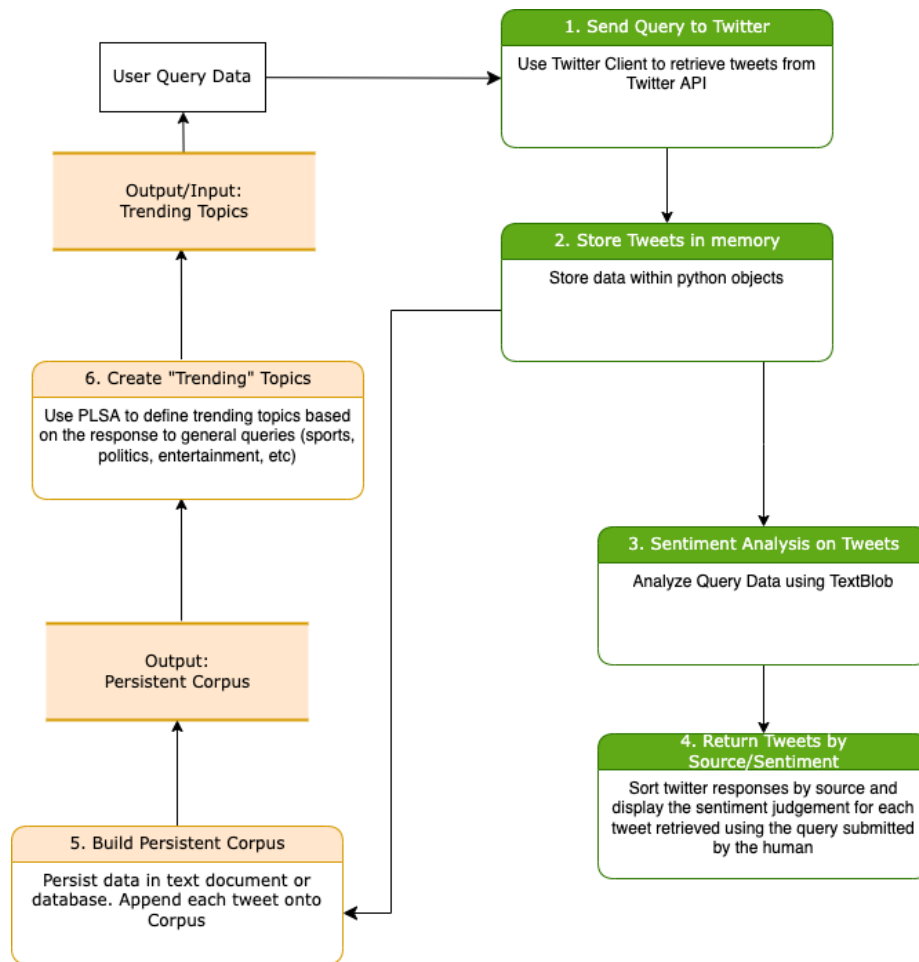 1. Send Query to Twitter
Use Twitter Client to retrieve tweets from
Twitter API
User Query Data
Output/Input:
Trending Topics
2. Store Tweets in memory
Store data within python objects
6. Create "Trending" Topics
Use PLSA to define trending topics based
on the response to general queries (sports,
politics, entertainment, etc)
3. Sentiment Analysis on Tweets
Analyze Query Data using TextBlob
Output:
Persistent Corpus
4. Return Tweets by
Source/Sentiment
Sort twitter responses by source and
display the sentiment judgement for each
tweet retrieved using the query submitted
by the human
5. Build Persistent Corpus
Persist data in text document or
database. Append each tweet onto
Corpus